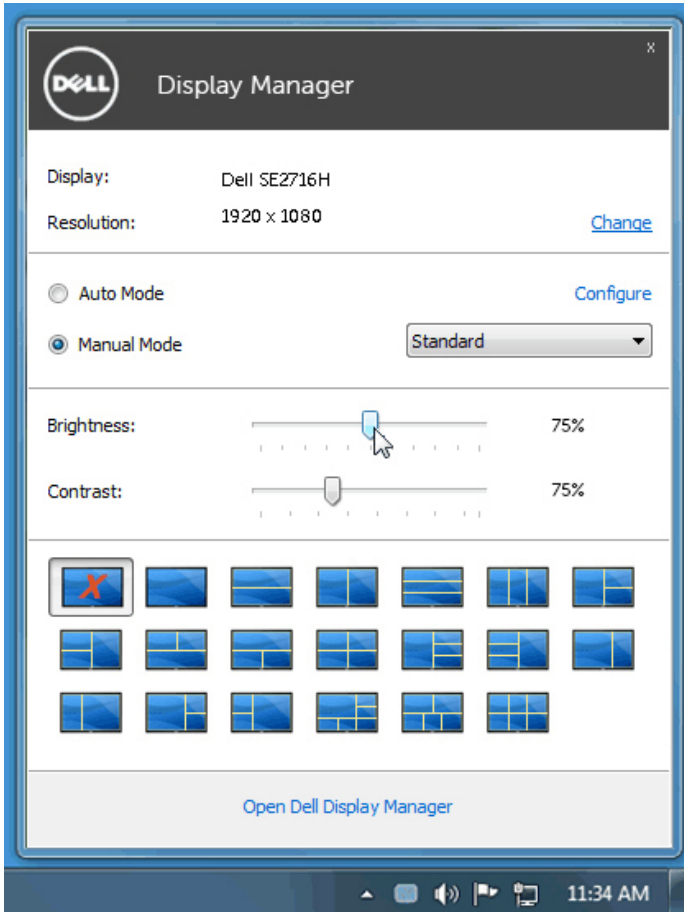 x
DELL Display Manager
Display: Dell SE2716H
Resolution: 1920 x 1080 Change
Auto Mode Configure
Manual Mode Standard
Brightness: 75%
Contrast: 75%
X
Open Dell Display Manager
11:34 AM